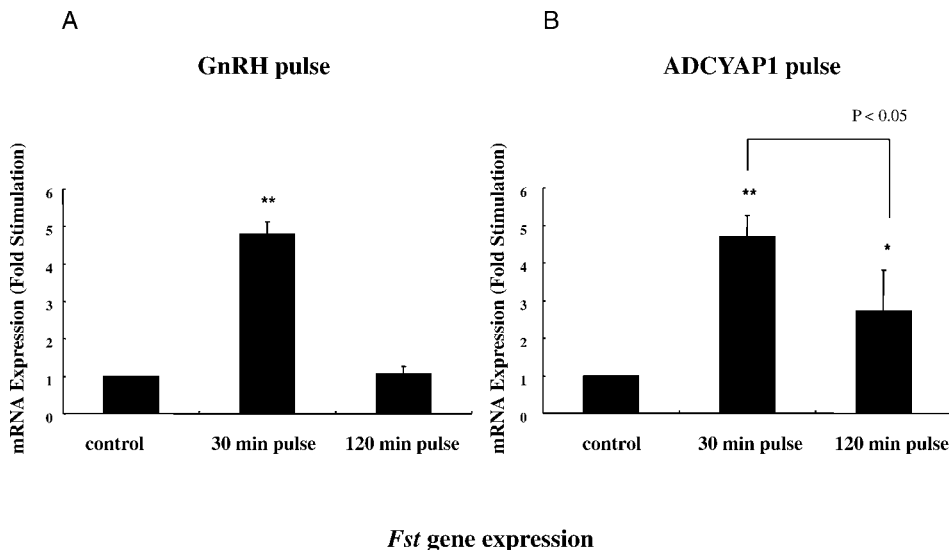 A
GnRH pulse
mRNA Expression (Fold Stimulation)
6
5
4
3
2
1
0
**
control
30 min pulse
120 min pulse
B
ADCYAP1 pulse
P < 0.05
mRNA Expression (Fold Stimulation)
6
5
4
3
2
1
0
**
*
control
30 min pulse
120 min pulse
Fst gene expression